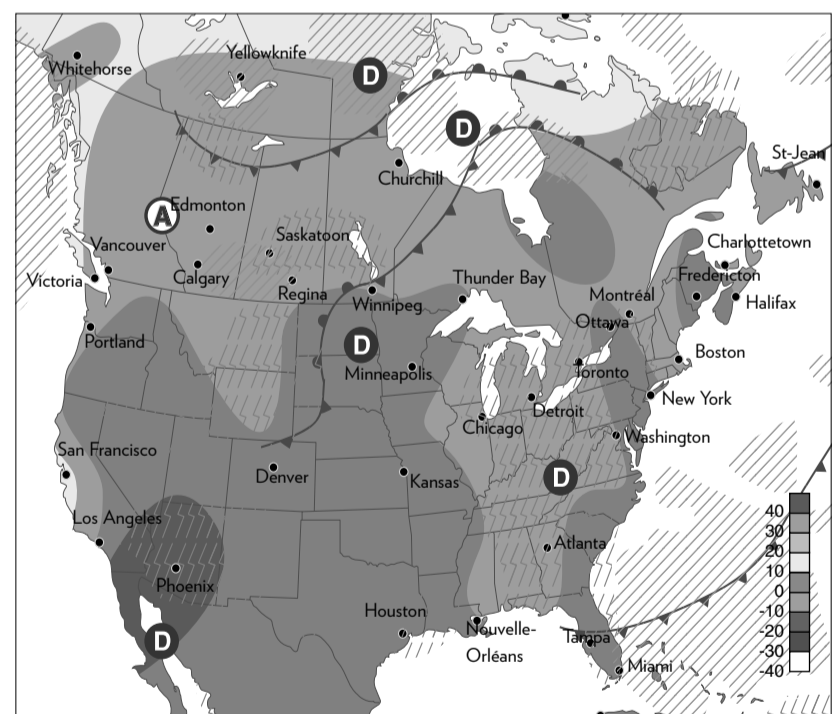 D
Yellowknife
Whitehorse
D
St-Jean
Churchill
A
Edmonton
Saskatoon
Vancouver
Charlottetown
Victoria
Calgary
Thunder Bay
Fredericton
Regina
Winnipeg
Montréal
Halifax
Ottawa
Portland
D
Boston
Minneapolis
Toronto
New York
Detroit
Chicago
Washington
San Francisco
Denver
Kansas
D
Los Angeles
40
30
20
10
0
-10
-20
-30
-40
Atlanta
Phoenix
Houston
D
Nouvelle-
Orléans
Tampa
Miami